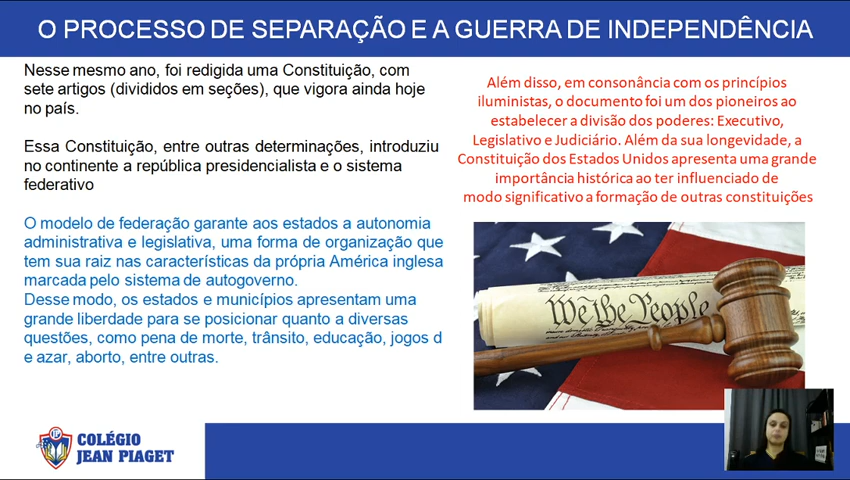 O PROCESSO DE SEPARAÇÃO E A GUERRA DE INDEPENDÊNCIA
Nesse mesmo ano, foi redigida uma Constituição, com
sete artigos (divididos em seções), que vigora ainda hoje
no país.
Essa Constituição, entre outras determinações, introduziu
no continente a república presidencialista e o sistema
federativo
O modelo de federação garante aos estados a autonomia
administrativa e legislativa, uma forma de organização que
tem sua raiz nas características da própria América inglesa
marcada pelo sistema de autogoverno.
Desse modo, os estados e municípios apresentam uma
grande liberdade para se posicionar quanto a diversas
questões, como pena de morte, trânsito, educação, jogos d
e azar, aborto, entre outras.
Além disso, em consonância com os princípios
iluministas, o documento foi um dos pioneiros ao
estabelecer a divisão dos poderes: Executivo,
Legislativo e Judiciário. Além da sua longevidade, a
Constituição dos Estados Unidos apresenta uma grande
importância histórica ao ter influenciado de
modo significativo a formação de outras constituições
We the People
COLÉGIO
JEAN PIAGET